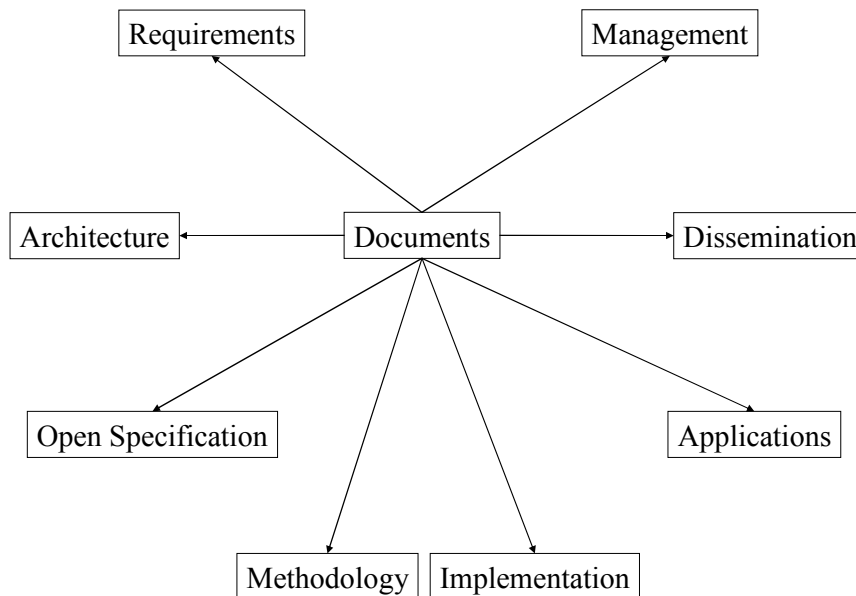 Requirements
Management
Architecture
Documents
Dissemination
Open Specification
Applications
Methodology
Implementation